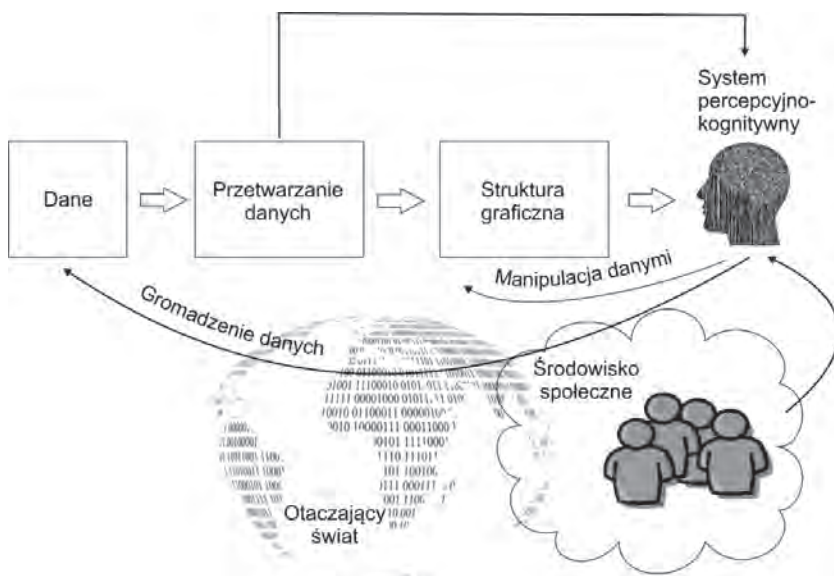 System
percepcyjno-
kognitywny
Dane
Przetwarzanie
danych
Struktura
graficzna
Manipulacja danymi
Gromadzenie danych
Środowisko
społeczne
Otaczający
świat